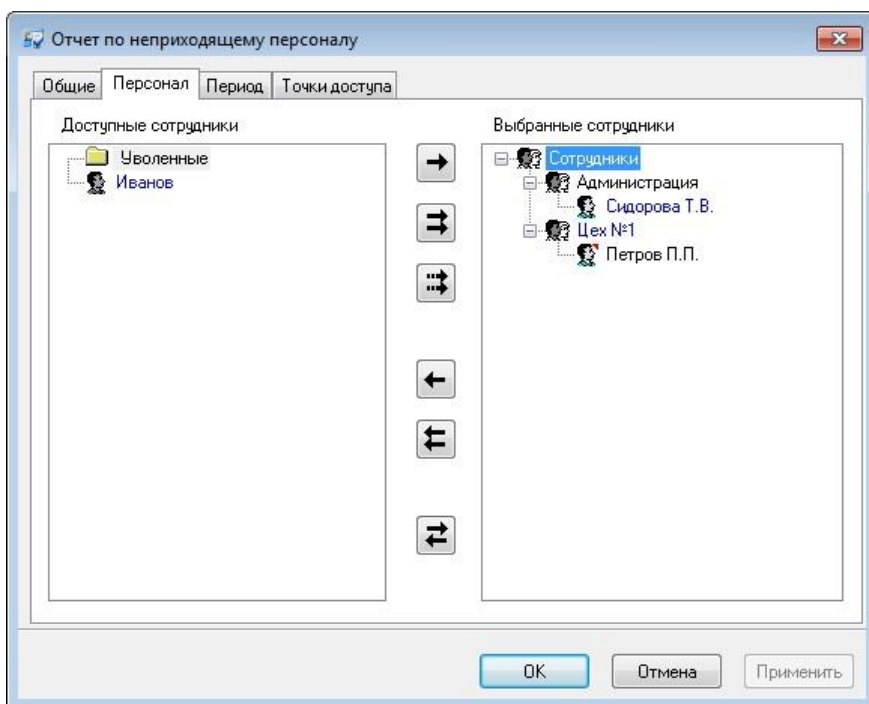 Отчет по неприходящему персоналу
Общие Персонал Период Точки доступа
Доступные сотрудники
Уволенные
Иванов
Выбранные сотрудники
Сотрудники
Администрация
Сидорова Т.В.
Цех №1
Петров П.П.
OK Отмена Применить